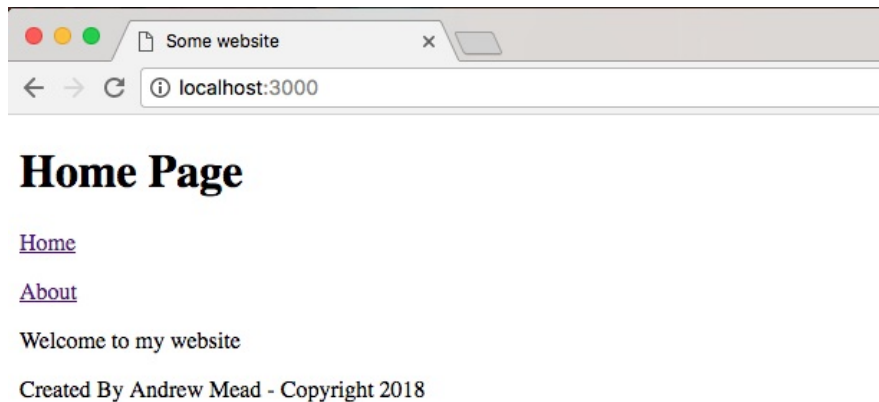 Some website
localhost:3000
Home Page
Home
About
Welcome to my website
Created By Andrew Mead - Copyright 2018